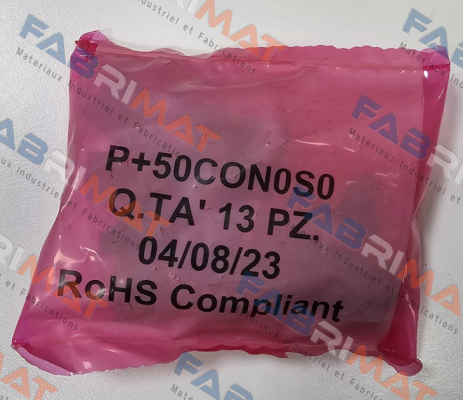 P+50CON0S0
Q.TA' 13 PZ.
04/08/23
RoHS Compliant
FABRIMAT
Materiaux Industriel et Fabrications